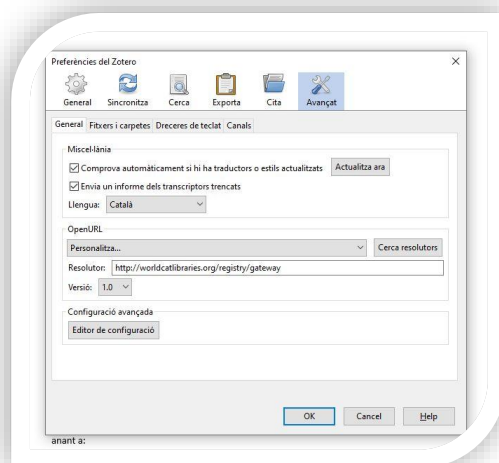 Preferències del Zotero
General Sincronitza Cerca Exporta Cita Avançat
General Fitxers i carpetes Dreceres de teclat Canals
Miscel·lània
Comprova automàticament si hi ha traductors o estils actualitzats Actualitza ara
Envia un informe dels transcriptors trencats
Llengua: Català
OpenURL
Personalitza... Cerca resolutors
Resolutor: http://worldcatlibraries.org/registry/gateway
Versió: 1.0
Configuració avançada
Editor de configuració
OK Cancel Help
anant a: